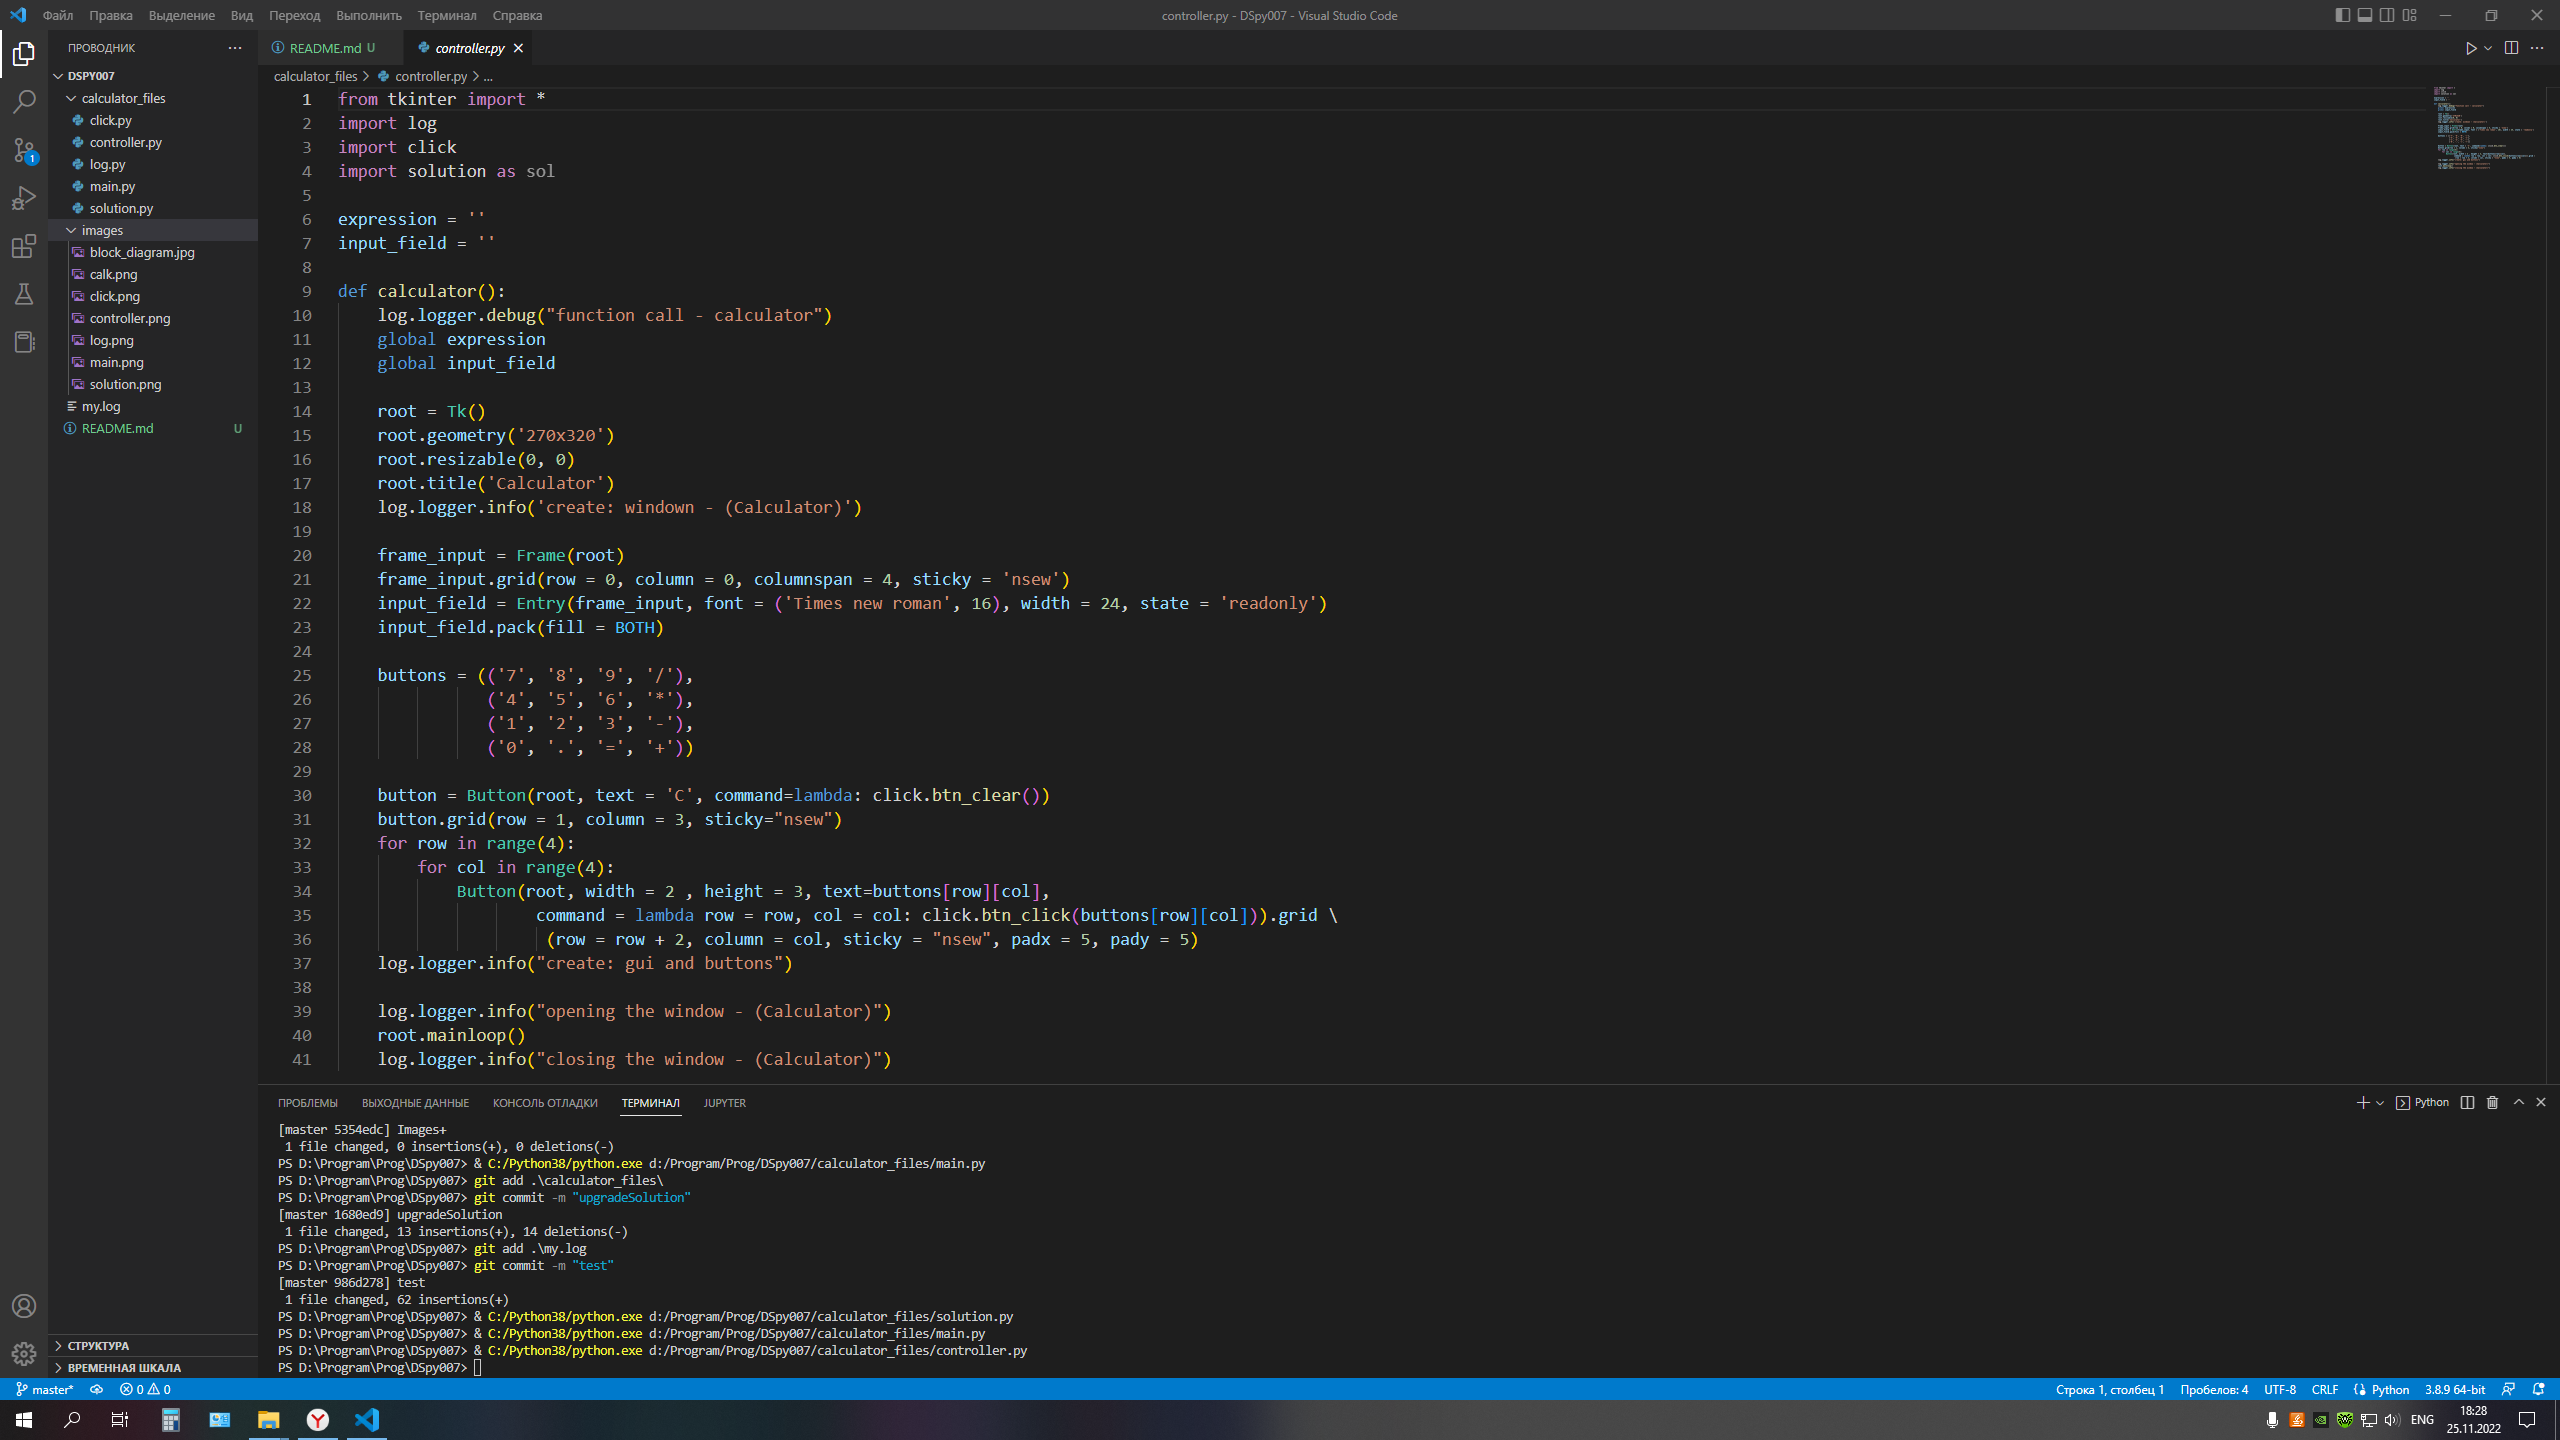 Файл Правка Выделение Вид Переход Выполнить Терминал Справка
controller.py - DSpy007 - Visual Studio Code
ПРОВОДНИК
README.md U
controller.py
DSPY007
calculator_files
click.py
controller.py
log.py
main.py
solution.py
images
block_diagram.jpg
calk.png
click.png
controller.png
log.png
main.png
solution.png
my.log
README.md U
1
СТРУКТУРА
ВРЕМЕННАЯ ШКАЛА
calculator_files > controller.py > ...
1 from tkinter import *
2 import log
3 import click
4 import solution as sol
5
6 expression = ''
7 input_field = ''
8
9 def calculator():
10 log.logger.debug("function call - calculator")
11 global expression
12 global input_field
13
14 root = Tk()
15 root.geometry('270x320')
16 root.resizable(0, 0)
17 root.title('Calculator')
18 log.logger.info('create: windown - (Calculator)')
19
20 frame_input = Frame(root)
21 frame_input.grid(row = 0, column = 0, columnspan = 4, sticky = 'nsew')
22 input_field = Entry(frame_input, font = ('Times new roman', 16), width = 24, state = 'readonly')
23 input_field.pack(fill = BOTH)
24
25 buttons = (('7', '8', '9', '/'),
26 ('4', '5', '6', '*'),
27 ('1', '2', '3', '-'),
28 ('0', '.', '=', '+'))
29
30 button = Button(root, text = 'C', command=lambda: click.btn_clear())
31 button.grid(row = 1, column = 3, sticky="nsew")
32 for row in range(4):
33 for col in range(4):
34 Button(root, width = 2 , height = 3, text=buttons[row][col],
35 command = lambda row = row, col = col: click.btn_click(buttons[row][col])).grid \
36 (row = row + 2, column = col, sticky = "nsew", padx = 5, pady = 5)
37 log.logger.info("create: gui and buttons")
38
39 log.logger.info("opening the window - (Calculator)")
40 root.mainloop()
41 log.logger.info("closing the window - (Calculator)")
ПРОБЛЕМЫ ВЫХОДНЫЕ ДАННЫЕ КОНСОЛЬ ОТЛАДКИ ТЕРМИНАЛ JUPYTER
Python
[master 5354edc] Images+
1 file changed, 0 insertions(+), 0 deletions(-)
PS D:\Program\Prog\DSpy007> & C:/Python38/python.exe d:/Program/Prog/DSpy007/calculator_files/main.py
PS D:\Program\Prog\DSpy007> git add .\calculator_files\
PS D:\Program\Prog\DSpy007> git commit -m "upgradeSolution"
[master 1680ed9] upgradeSolution
1 file changed, 13 insertions(+), 14 deletions(-)
PS D:\Program\Prog\DSpy007> git add .\my.log
PS D:\Program\Prog\DSpy007> git commit -m "test"
[master 986d278] test
1 file changed, 62 insertions(+)
PS D:\Program\Prog\DSpy007> & C:/Python38/python.exe d:/Program/Prog/DSpy007/calculator_files/solution.py
PS D:\Program\Prog\DSpy007> & C:/Python38/python.exe d:/Program/Prog/DSpy007/calculator_files/main.py
PS D:\Program\Prog\DSpy007> & C:/Python38/python.exe d:/Program/Prog/DSpy007/calculator_files/controller.py
PS D:\Program\Prog\DSpy007>
master* 0 0
Строка 1, столбец 1 Пробелов: 4 UTF-8 CRLF Python 3.8.9 64-bit
ENG
18:28
25.11.2022